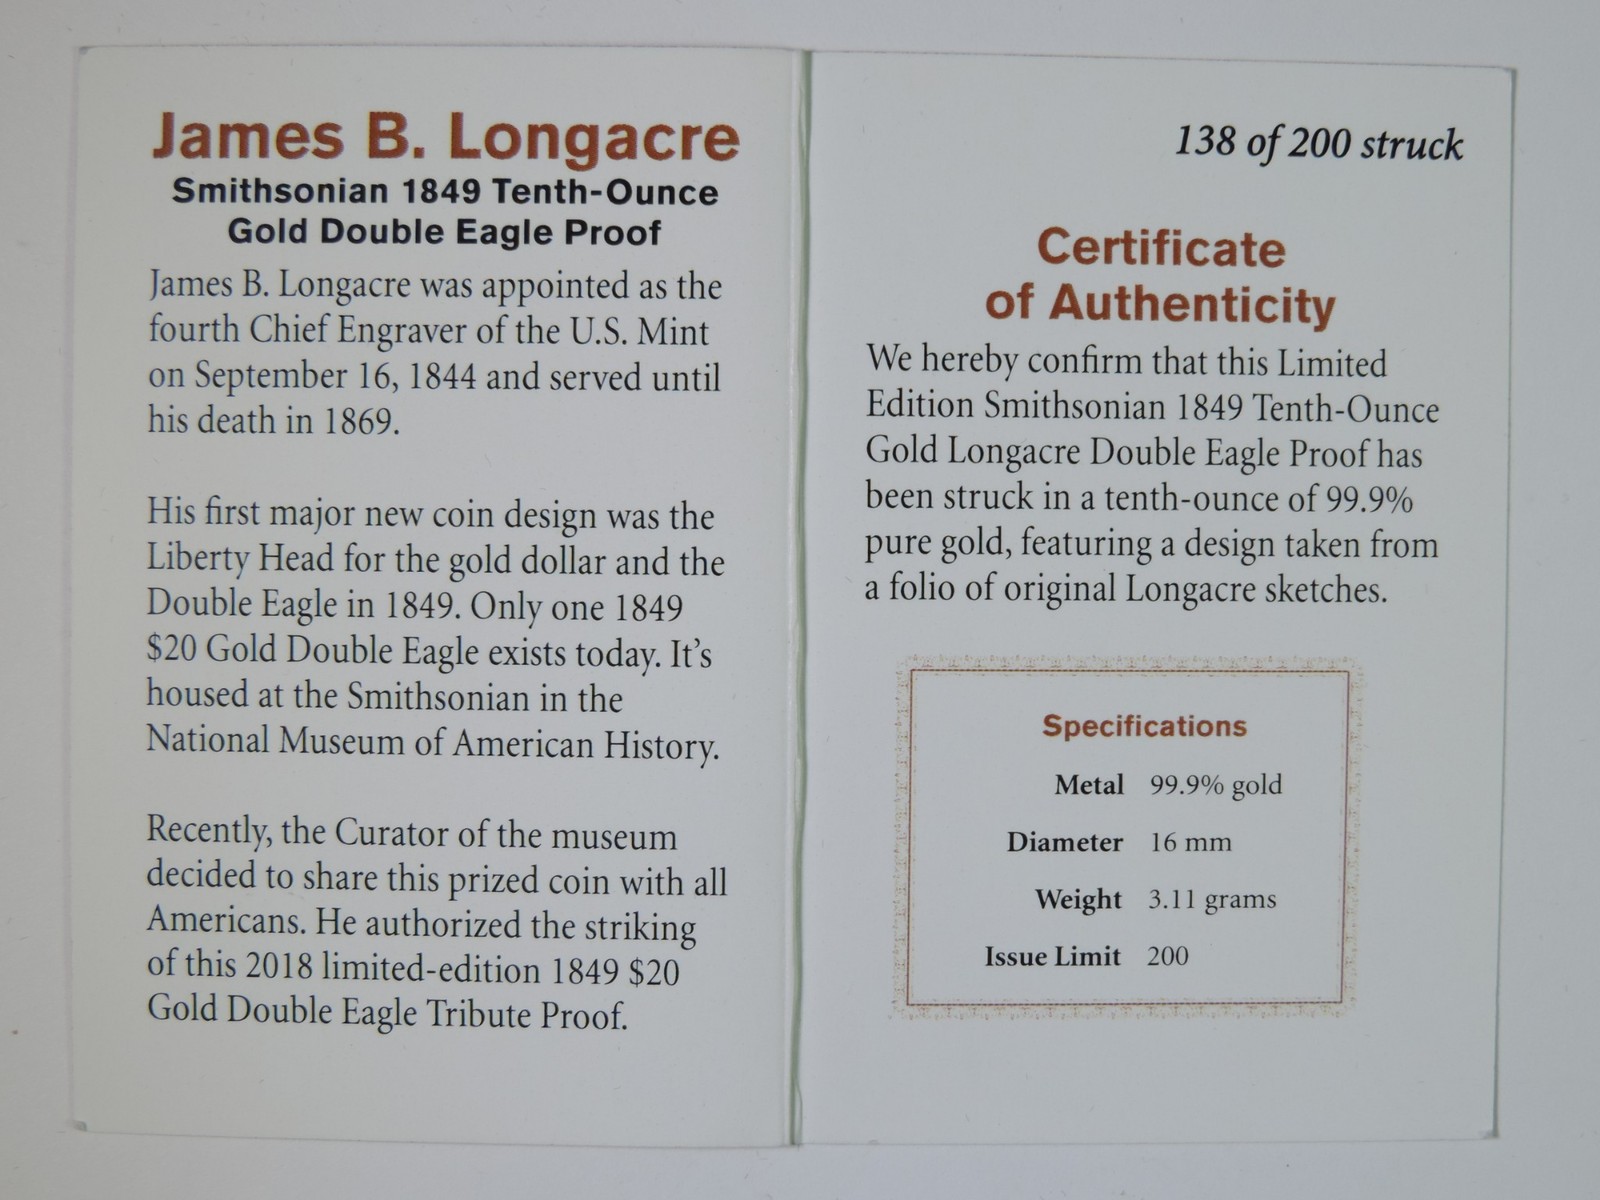 James B. Longacre
Smithsonian 1849 Tenth-Ounce
Gold Double Eagle Proof
James B. Longacre was appointed as the
fourth Chief Engraver of the U.S. Mint
on September 16, 1844 and served until
his death in 1869.
His first major new coin design was the
Liberty Head for the gold dollar and the
Double Eagle in 1849. Only one 1849
$20 Gold Double Eagle exists today. It's
housed at the Smithsonian in the
National Museum of American History.
Recently, the Curator of the museum
decided to share this prized coin with all
Americans. He authorized the striking
of this 2018 limited-edition 1849 $20
Gold Double Eagle Tribute Proof.
138 of 200 struck
Certificate
of Authenticity
We hereby confirm that this Limited
Edition Smithsonian 1849 Tenth-Ounce
Gold Longacre Double Eagle Proof has
been struck in a tenth-ounce of 99.9%
pure gold, featuring a design taken from
a folio of original Longacre sketches.
Specifications
Metal 99.9% gold
Diameter 16 mm
Weight 3.11 grams
Issue Limit 200